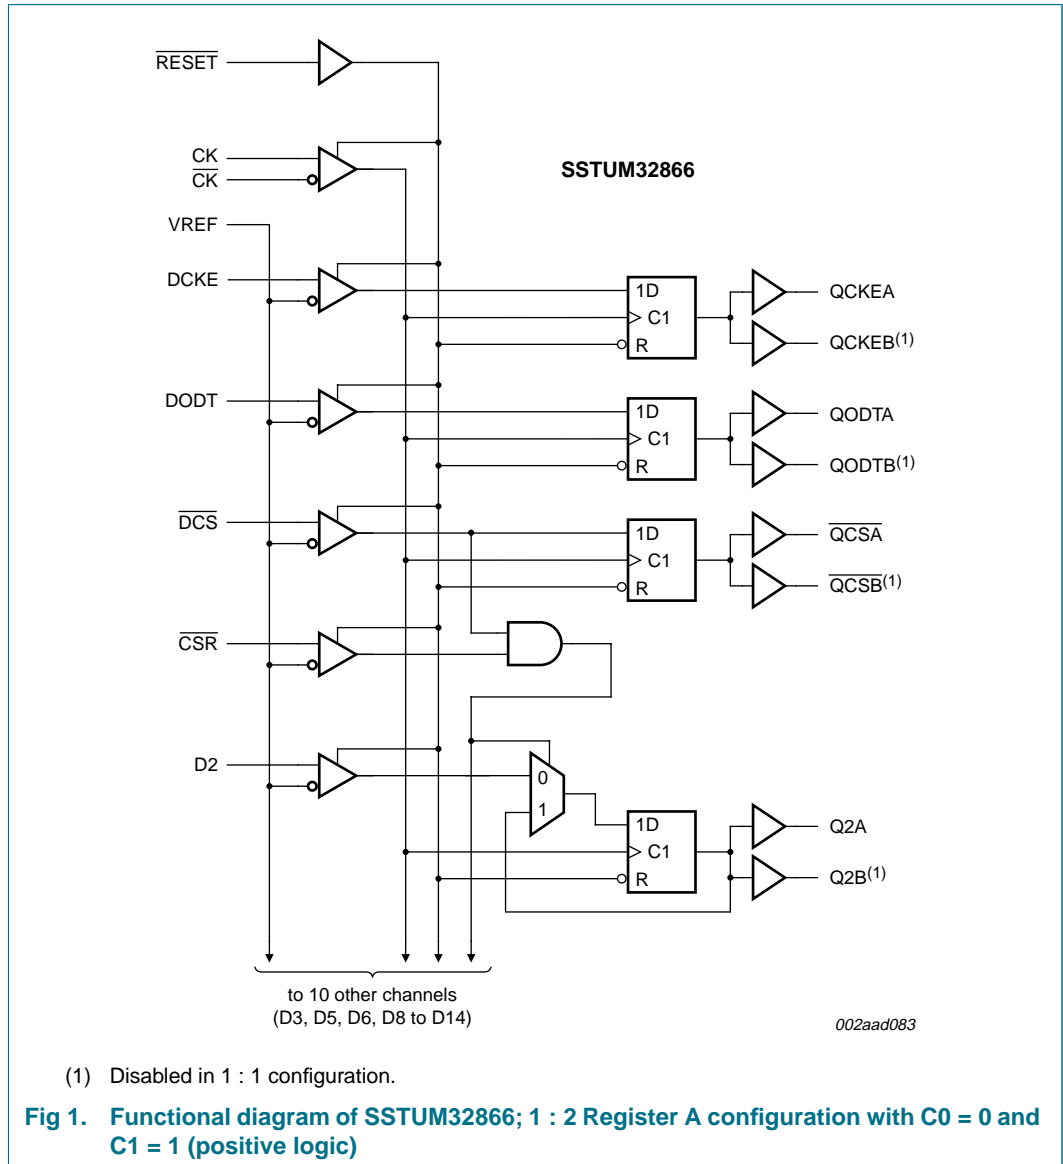 RESET
CK
CK
SSTUM32866
VREF
DCKE
1D
C1
R
QCKEA
QCKEB(1)
DODT
1D
C1
R
QODTA
QODTB(1)
DCS
1D
C1
R
QCSA
QCSB(1)
CSR
D2
0
1
1D
C1
R
Q2A
Q2B(1)
to 10 other channels
(D3, D5, D6, D8 to D14)
002aad083
(1) Disabled in 1 : 1 configuration.
Fig 1. Functional diagram of SSTUM32866; 1 : 2 Register A configuration with C0 = 0 and
C1 = 1 (positive logic)